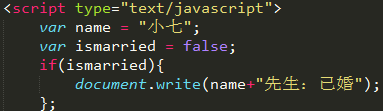 <script type="text/javascript">
var name = "小七";
var ismarried = false;
if(ismarried){
document.write(name+"先生：已婚");
};